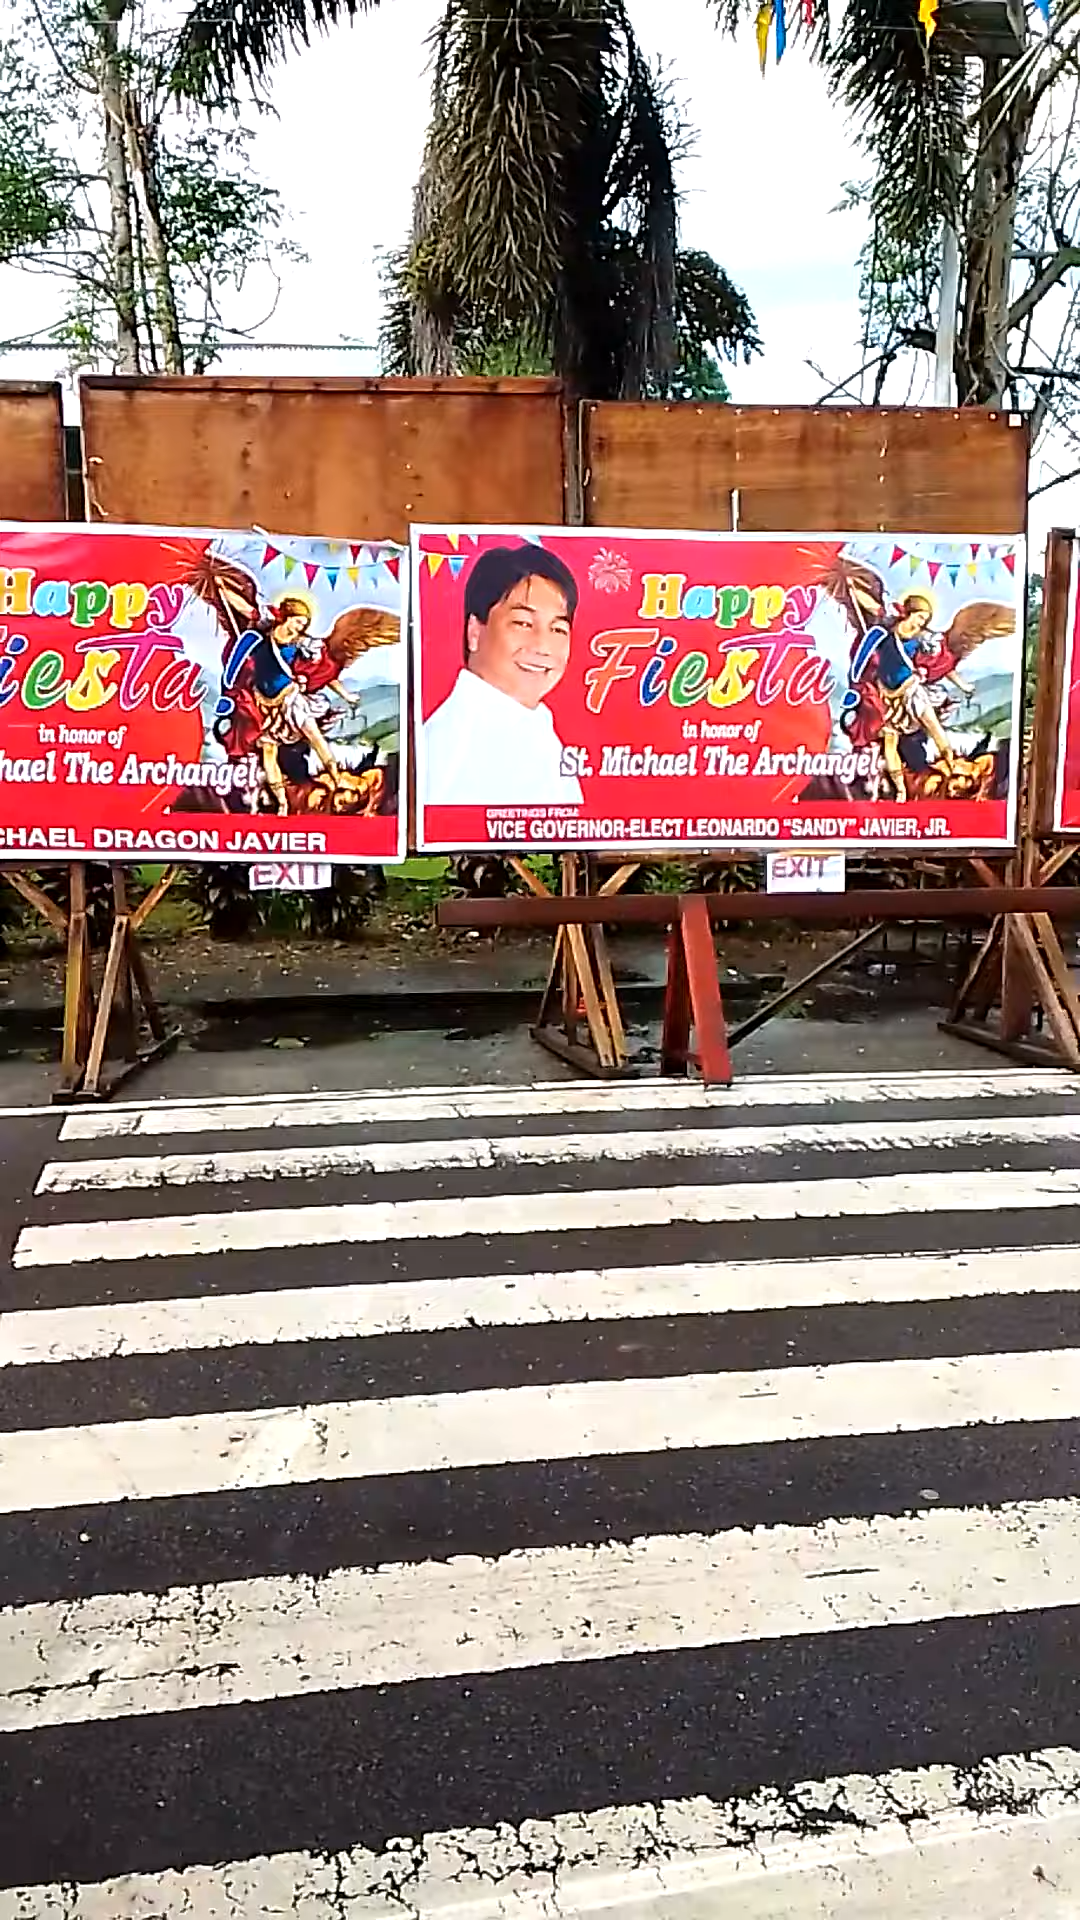 Happy
Fiesta!
in honor of
hael The Archangel
CHAEL DRAGON JAVIER
EXIT
Happy
Fiesta!
in honor of
St. Michael The Archangel
GREETINGS FROM:
VICE GOVERNOR-ELECT LEONARDO "SANDY" JAVIER, JR.
EXIT